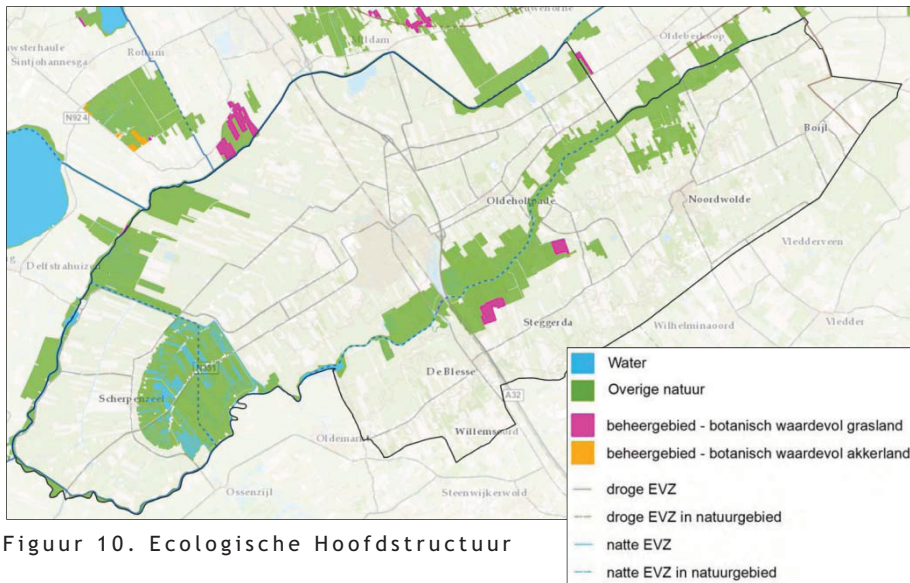 Rottum
Mildam
Oldeberkoop
Sintjohannesga
N924
Boijl
Oldeholtpade
Noordwolde
Vledderveen
Delfstrahuizen
Steggerda
Wilhelminaoord
Vledder
N351
De Blesse
Scherpenzeel
A32
Oldemarkt
Willemsoord
Ossenzijl
Steenwijkerwold
Water
Overige natuur
beheergebied - botanisch waardevol grasland
beheergebied - botanisch waardevol akkerland
droge EVZ
droge EVZ in natuurgebied
natte EVZ
natte EVZ in natuurgebied
Figuur 10. Ecologische Hoofdstructuur